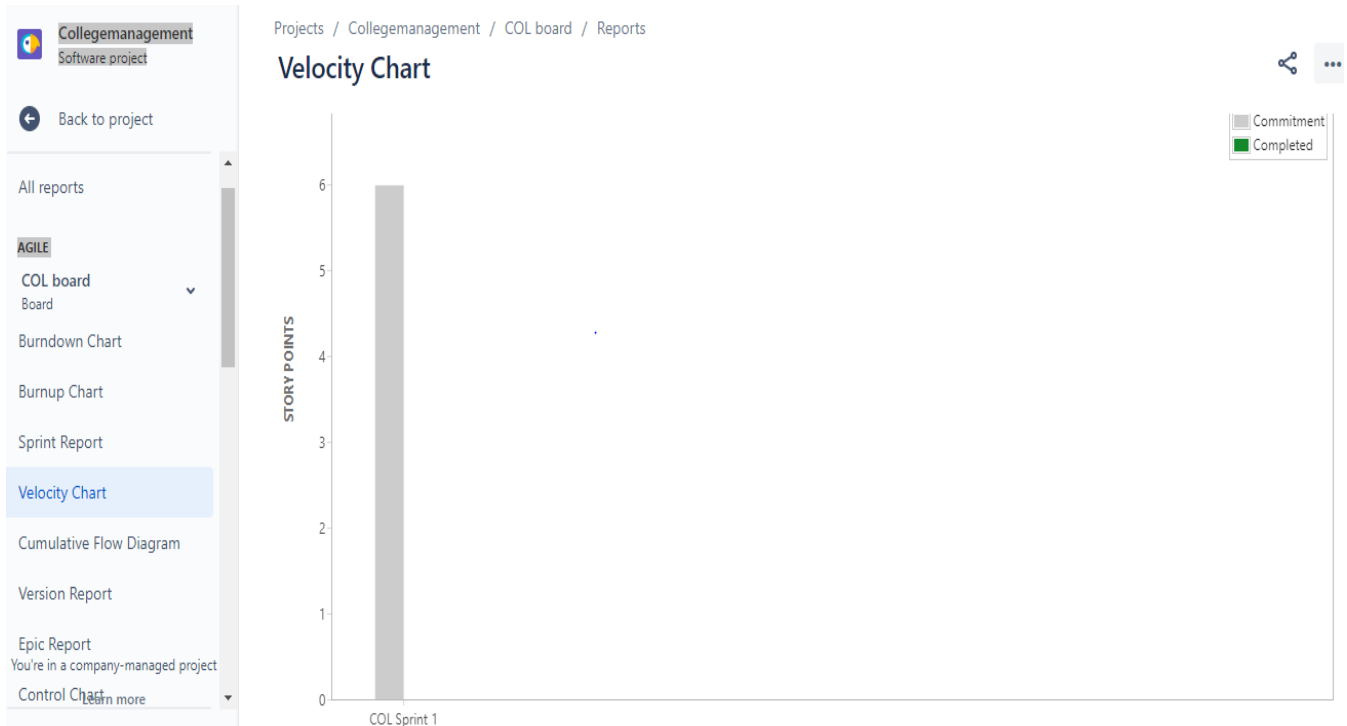 Collegemanagement
Software project
Back to project
All reports
AGILE
COL board
Board
Burndown Chart
Burnup Chart
Sprint Report
Velocity Chart
Cumulative Flow Diagram
Version Report
Epic Report
You're in a company-managed project
Control Chart
Learn more
Projects / Collegemanagement / COL board / Reports
Velocity Chart
Commitment
Completed
STORY POINTS
6
5
4
3
2
1
0
COL Sprint 1